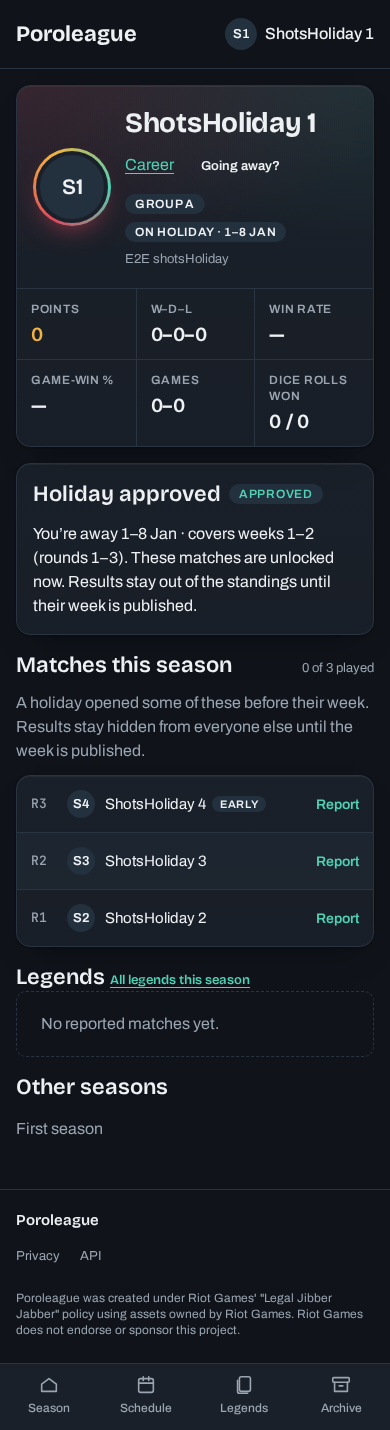 Poroleague
S1 ShotsHoliday 1
ShotsHoliday 1
S1
Career Going away?
GROUP A
ON HOLIDAY · 1–8 JAN
E2E shotsHoliday
POINTS W–D–L WIN RATE
0 0–0–0 —
GAME-WIN % GAMES DICE ROLLS WON
— 0–0 0 / 0
Holiday approved APPROVED
You’re away 1–8 Jan · covers weeks 1–2
(rounds 1–3). These matches are unlocked
now. Results stay out of the standings until
their week is published.
Matches this season 0 of 3 played
A holiday opened some of these before their week.
Results stay hidden from everyone else until the
week is published.
R3 S4 ShotsHoliday 4 EARLY Report
R2 S3 ShotsHoliday 3 Report
R1 S2 ShotsHoliday 2 Report
Legends All legends this season
No reported matches yet.
Other seasons
First season
Poroleague
Privacy API
Poroleague was created under Riot Games' "Legal Jibber
Jabber" policy using assets owned by Riot Games. Riot Games
does not endorse or sponsor this project.
Season Schedule Legends Archive